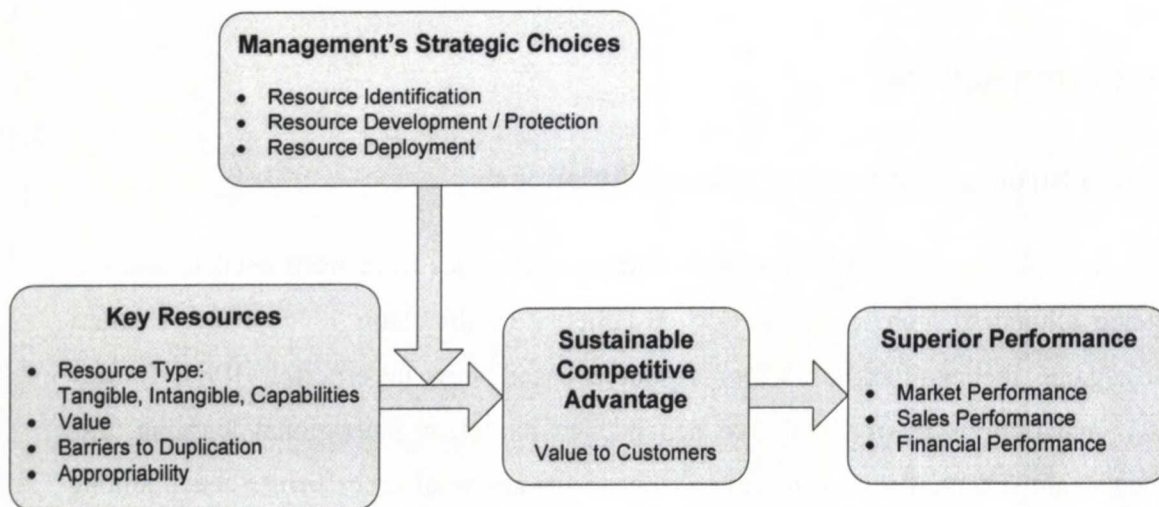 Management's Strategic Choices
• Resource Identification
• Resource Development / Protection
• Resource Deployment
Key Resources
• Resource Type:
Tangible, Intangible, Capabilities
• Value
• Barriers to Duplication
• Appropriability
Sustainable
Competitive
Advantage
Value to Customers
Superior Performance
• Market Performance
• Sales Performance
• Financial Performance